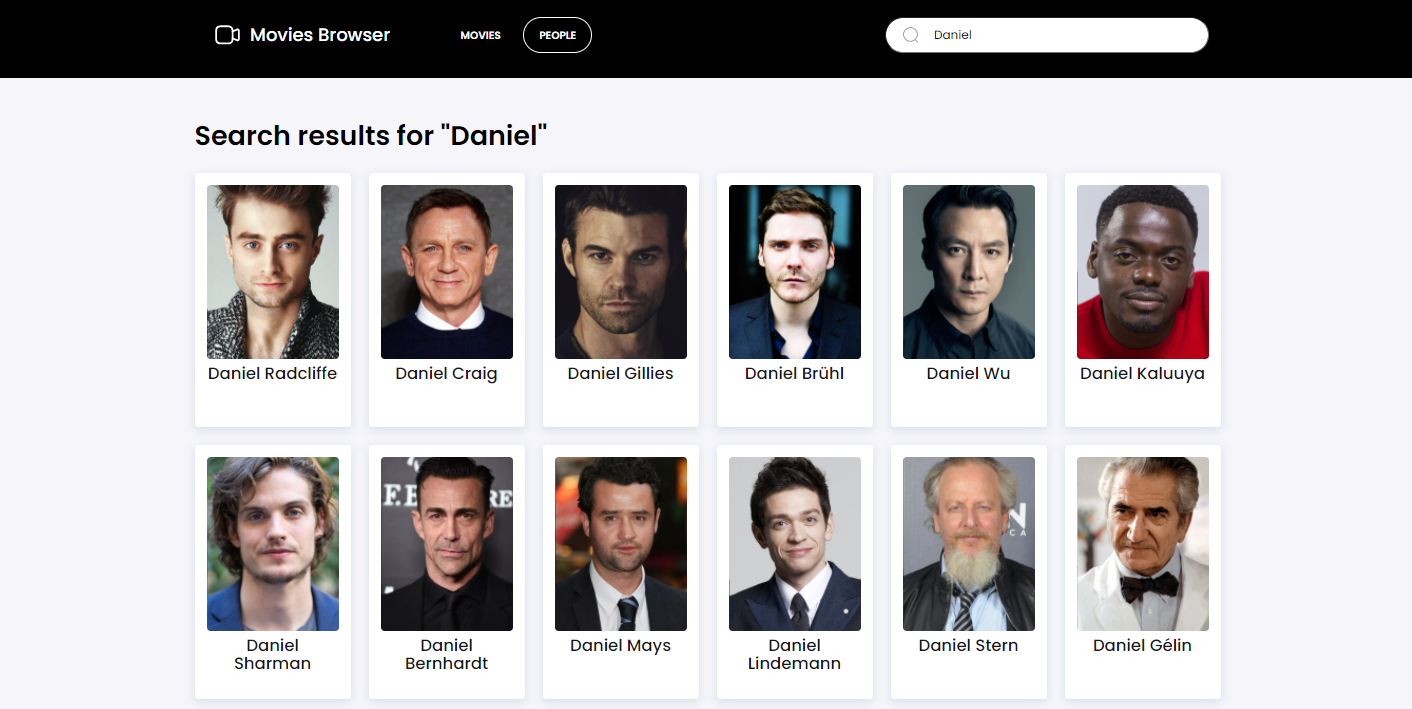 Movies Browser
MOVIES
PEOPLE
Daniel
Search results for "Daniel"
Daniel Radcliffe
Daniel Craig
Daniel Gillies
Daniel Brühl
Daniel Wu
Daniel Kaluuya
Daniel
Sharman
Daniel
Bernhardt
Daniel Mays
Daniel
Lindemann
Daniel Stern
Daniel Gélin